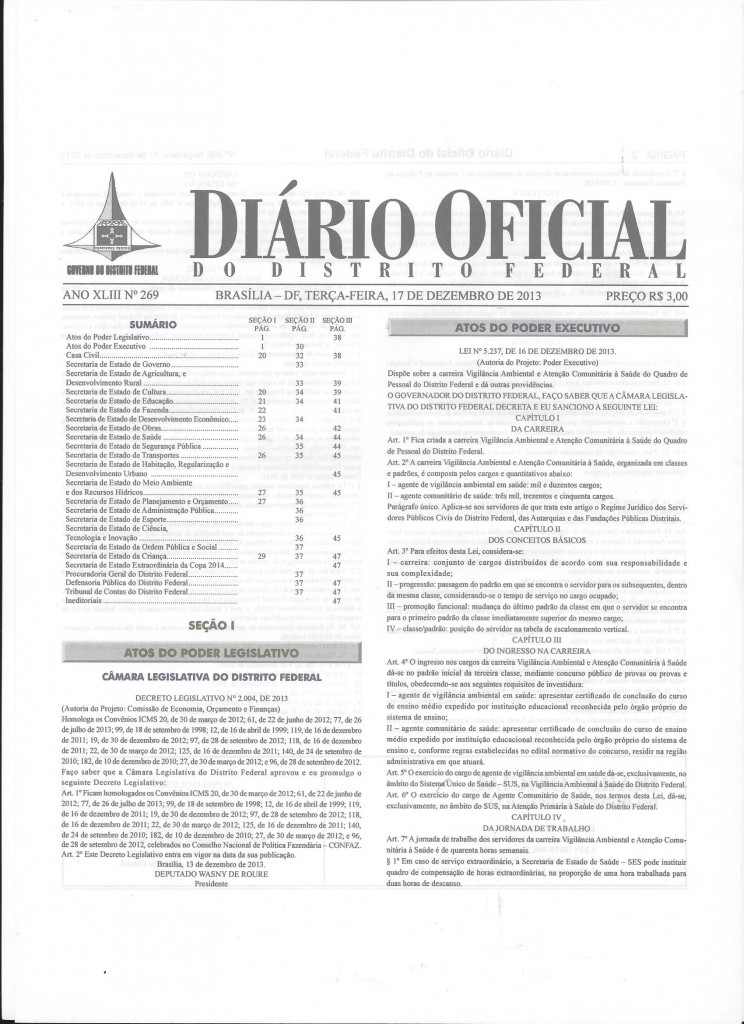 GOVERNO DO DISTRITO FEDERAL
DIÁRIO OFICIAL
DO DISTRITO FEDERAL
ANO XLIII Nº 269 BRASÍLIA – DF, TERÇA-FEIRA, 17 DE DEZEMBRO DE 2013 PREÇO R$ 3,00
SUMÁRIO SEÇÃO I SEÇÃO II SEÇÃO III
PÁG. PÁG. PÁG.
Atos do Poder Legislativo 1 38
Atos do Poder Executivo 1 30
Casa Civil 20 32 38
Secretaria de Estado de Governo 33
Secretaria de Estado de Agricultura, e
Desenvolvimento Rural 33 39
Secretaria de Estado de Cultura 20 34 39
Secretaria de Estado de Educação 21 34 41
Secretaria de Estado de Fazenda 22 41
Secretaria de Estado de Desenvolvimento Econômico 23 34
Secretaria de Estado de Obras 26 42
Secretaria de Estado de Saúde 26 34 44
Secretaria de Estado de Segurança Pública 35 44
Secretaria de Estado de Transportes 26 35 45
Secretaria de Estado de Habitação, Regularização e
Desenvolvimento Urbano 45
Secretaria de Estado do Meio Ambiente
e dos Recursos Hídricos 27 35 45
Secretaria de Estado de Planejamento e Orçamento 27 36
Secretaria de Estado de Administração Pública 36
Secretaria de Estado de Esporte 36
Secretaria de Estado de Ciência,
Tecnologia e Inovação 36 45
Secretaria de Estado da Ordem Pública e Social 37
Secretaria de Estado da Criança 29 37 47
Secretaria de Estado Extraordinária da Copa 2014 47
Procuradoria Geral do Distrito Federal 37
Defensoria Pública do Distrito Federal 37 47
Tribunal de Contas do Distrito Federal 37 47
Ineditoriais 47
SEÇÃO I
ATOS DO PODER LEGISLATIVO
CÂMARA LEGISLATIVA DO DISTRITO FEDERAL
DECRETO LEGISLATIVO Nº 2.004, DE 2013
(Autoria do Projeto: Comissão de Economia, Orçamento e Finanças)
Homologa os Convênios ICMS 20, de 30 de março de 2012; 61, de 22 de junho de 2012; 77, de 26
de julho de 2013; 99, de 18 de setembro de 1998; 12, de 16 de abril de 1999; 119, de 16 de dezembro
de 2011; 19, de 30 de dezembro de 2012; 97, de 28 de setembro de 2012; 118, de 16 de dezembro
de 2011; 22, de 30 de março de 2012; 125, de 16 de dezembro de 2011; 140, de 24 de setembro de
2010; 182, de 10 de dezembro de 2010; 27, de 30 de março de 2012; e 96, de 28 de setembro de 2012.
Faço saber que a Câmara Legislativa do Distrito Federal aprovou e eu promulgo o
seguinte Decreto Legislativo:
Art. 1º Ficam homologados os Convênios ICMS 20, de 30 de março de 2012; 61, de 22 de junho de
2012; 77, de 26 de julho de 2013; 99, de 18 de setembro de 1998; 12, de 16 de abril de 1999; 119,
de 16 de dezembro de 2011; 19, de 30 de dezembro de 2012; 97, de 28 de setembro de 2012; 118,
de 16 de dezembro de 2011; 22, de 30 de março de 2012; 125, de 16 de dezembro de 2011; 140,
de 24 de setembro de 2010; 182, de 10 de dezembro de 2010; 27, de 30 de março de 2012; e 96,
de 28 de setembro de 2012, celebrados no Conselho Nacional de Política Fazendária – CONFAZ.
Art. 2º Este Decreto Legislativo entra em vigor na data da sua publicação.
Brasília, 13 de dezembro de 2013.
DEPUTADO WASNY DE ROURE
Presidente
ATOS DO PODER EXECUTIVO
LEI Nº 5.237, DE 16 DE DEZEMBRO DE 2013.
(Autoria do Projeto: Poder Executivo)
Dispõe sobre a carreira Vigilância Ambiental e Atenção Comunitária à Saúde do Quadro de
Pessoal do Distrito Federal e dá outras providências.
O GOVERNADOR DO DISTRITO FEDERAL, FAÇO SABER QUE A CÂMARA LEGISLA-
TIVA DO DISTRITO FEDERAL DECRETA E EU SANCIONO A SEGUINTE LEI:
CAPÍTULO I
DA CARREIRA
Art. 1º Fica criada a carreira Vigilância Ambiental e Atenção Comunitária à Saúde do Quadro
de Pessoal do Distrito Federal.
Art. 2º A carreira Vigilância Ambiental e Atenção Comunitária à Saúde, organizada em classes
e padrões, é composta pelos cargos e quantitativos abaixo:
I – agente de vigilância ambiental em saúde: mil e duzentos cargos;
II – agente comunitário de saúde: três mil, trezentos e cinquenta cargos.
Parágrafo único. Aplica-se aos servidores de que trata este artigo o Regime Jurídico dos Servi-
dores Públicos Civis do Distrito Federal, das Autarquias e das Fundações Públicas Distritais.
CAPÍTULO II
DOS CONCEITOS BÁSICOS
Art. 3º Para efeitos desta Lei, considera-se:
I – carreira: conjunto de cargos distribuídos de acordo com sua responsabilidade e
sua complexidade;
II – progressão: passagem do padrão em que se encontra o servidor para os subsequentes, dentro
da mesma classe, considerando-se o tempo de serviço no cargo ocupado;
III – promoção funcional: mudança do último padrão da classe em que o servidor se encontra
para o primeiro padrão da classe imediatamente superior do mesmo cargo;
IV – classe/padrão: posição do servidor na tabela de escalonamento vertical.
CAPÍTULO III
DO INGRESSO NA CARREIRA
Art. 4º O ingresso nos cargos da carreira Vigilância Ambiental e Atenção Comunitária à Saúde
dá-se no padrão inicial da terceira classe, mediante concurso público de provas ou provas e
títulos, obedecendo-se aos seguintes requisitos de investidura:
I – agente de vigilância ambiental em saúde: apresentar certificado de conclusão do curso
de ensino médio expedido por instituição educacional reconhecida pelo órgão próprio do
sistema de ensino;
II – agente comunitário de saúde: apresentar certificado de conclusão do curso de ensino
médio expedido por instituição educacional reconhecida pelo órgão próprio do sistema de
ensino e, conforme regras estabelecidas no edital normativo do concurso, residir na região
administrativa em que atuará.
Art. 5º O exercício do cargo de agente de vigilância ambiental em saúde dá-se, exclusivamente, no
âmbito do Sistema Único de Saúde – SUS, na Vigilância Ambiental à Saúde do Distrito Federal.
Art. 6º O exercício do cargo de Agente Comunitário de Saúde, nos termos desta Lei, dá-se,
exclusivamente, no âmbito do SUS, na Atenção Primária à Saúde do Distrito Federal.
CAPÍTULO IV
DA JORNADA DE TRABALHO
Art. 7º A jornada de trabalho dos servidores da carreira Vigilância Ambiental e Atenção Comu-
nitária à Saúde é de quarenta horas semanais.
§ 1º Em caso de serviço extraordinário, a Secretaria de Estado de Saúde – SES pode instituir
quadro de compensação de horas extraordinárias, na proporção de uma hora trabalhada para
duas horas de descanso.